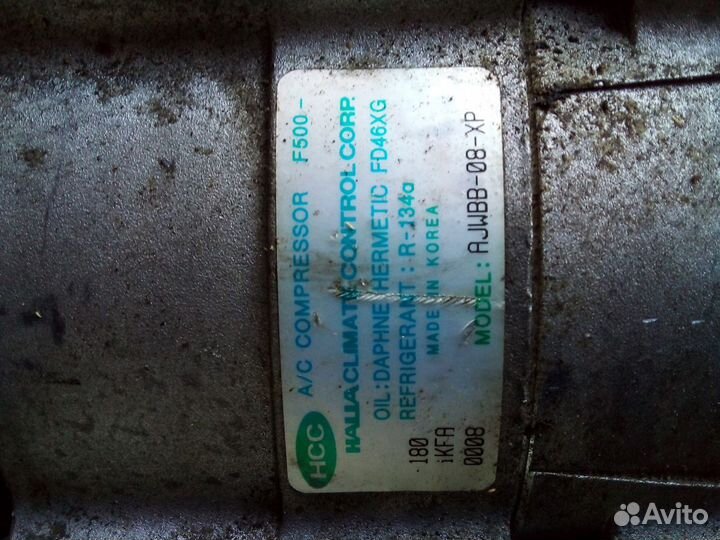 HCC A/C COMPRESSOR F500-
HALLA CLIMATE CONTROL CORP.
OIL:DAPHNE HERMETIC FD46XG
REFRIGERANT : R-134a
MADE IN KOREA
MODEL: AJWBB-08-XP
180
iKFA
0008
Avito